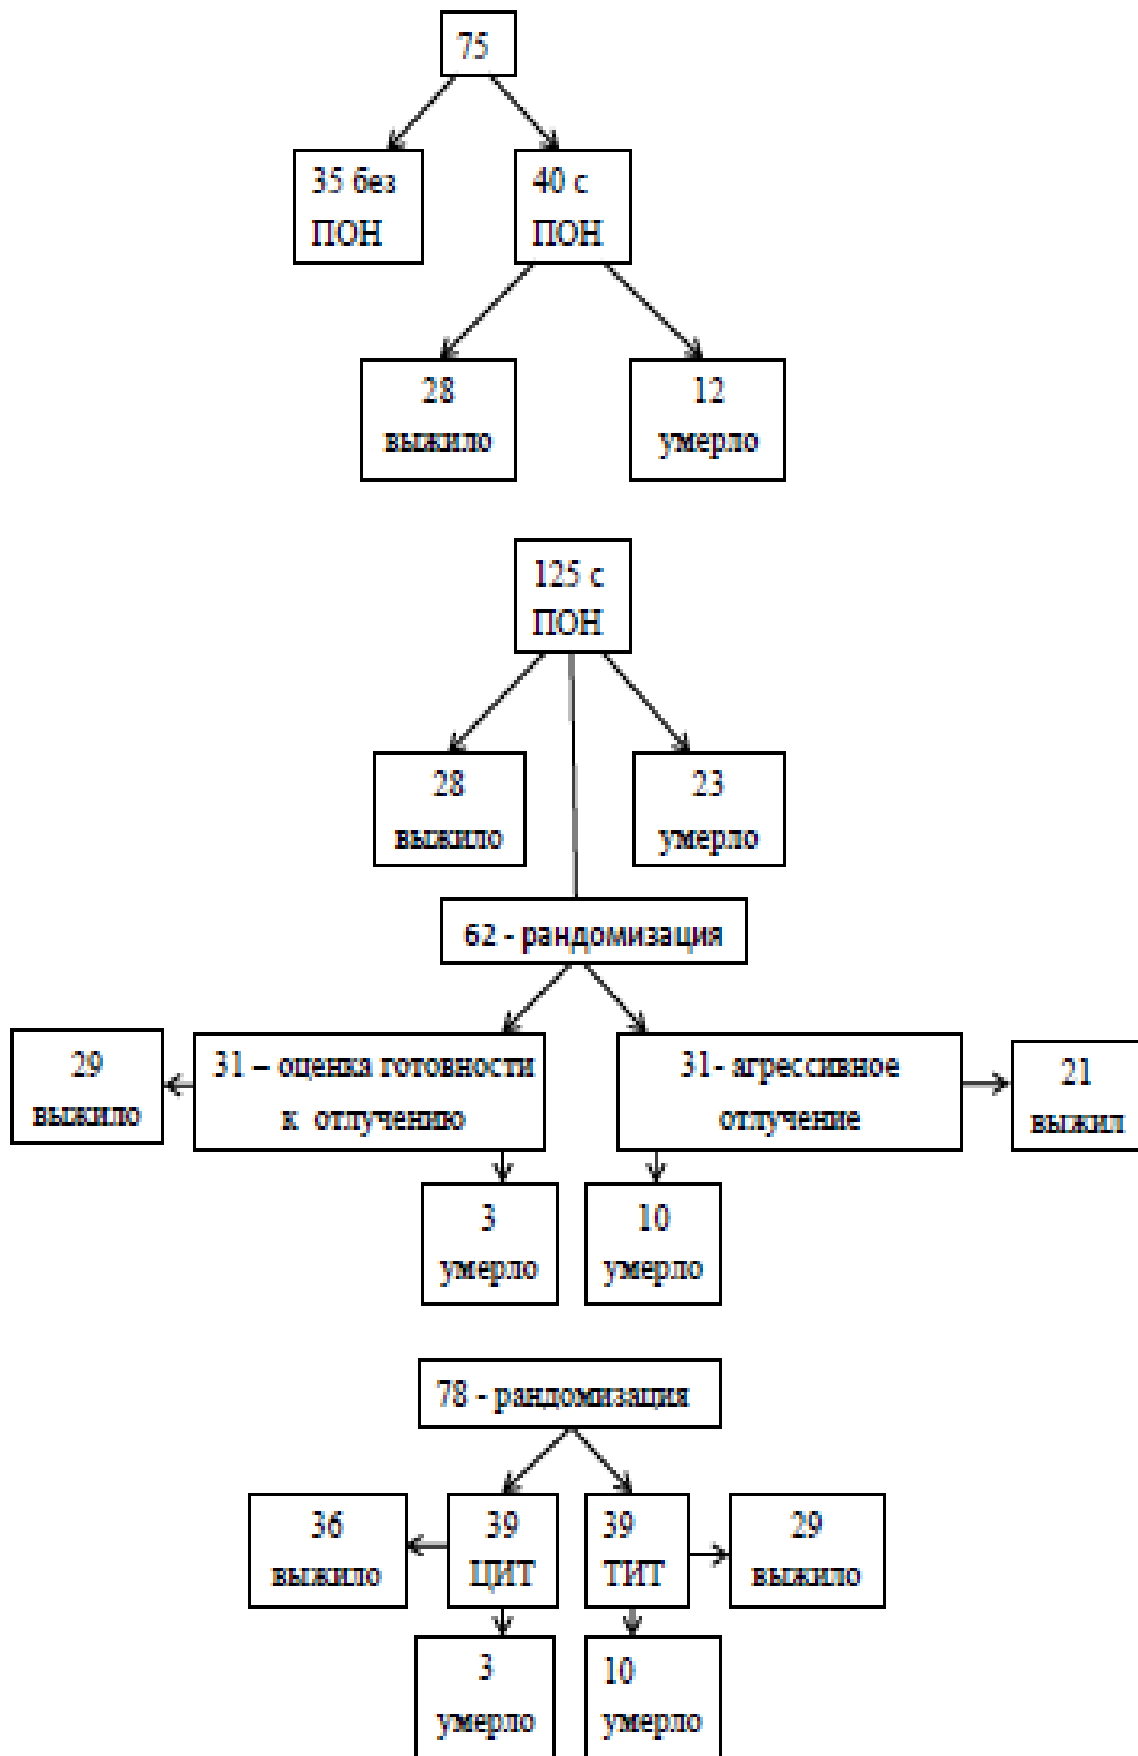 75
35 без
ПОН
40 с
ПОН
28
выжило
12
умерло
125 с
ПОН
28
выжило
23
умерло
62 - рандомизация
29
выжило
31 – оценка готовности
к отлучению
31- агрессивное
отлучение
21
выжил
3
умерло
10
умерло
78 - рандомизация
36
выжило
39
ЦИТ
39
ТИТ
29
выжило
3
умерло
10
умерло